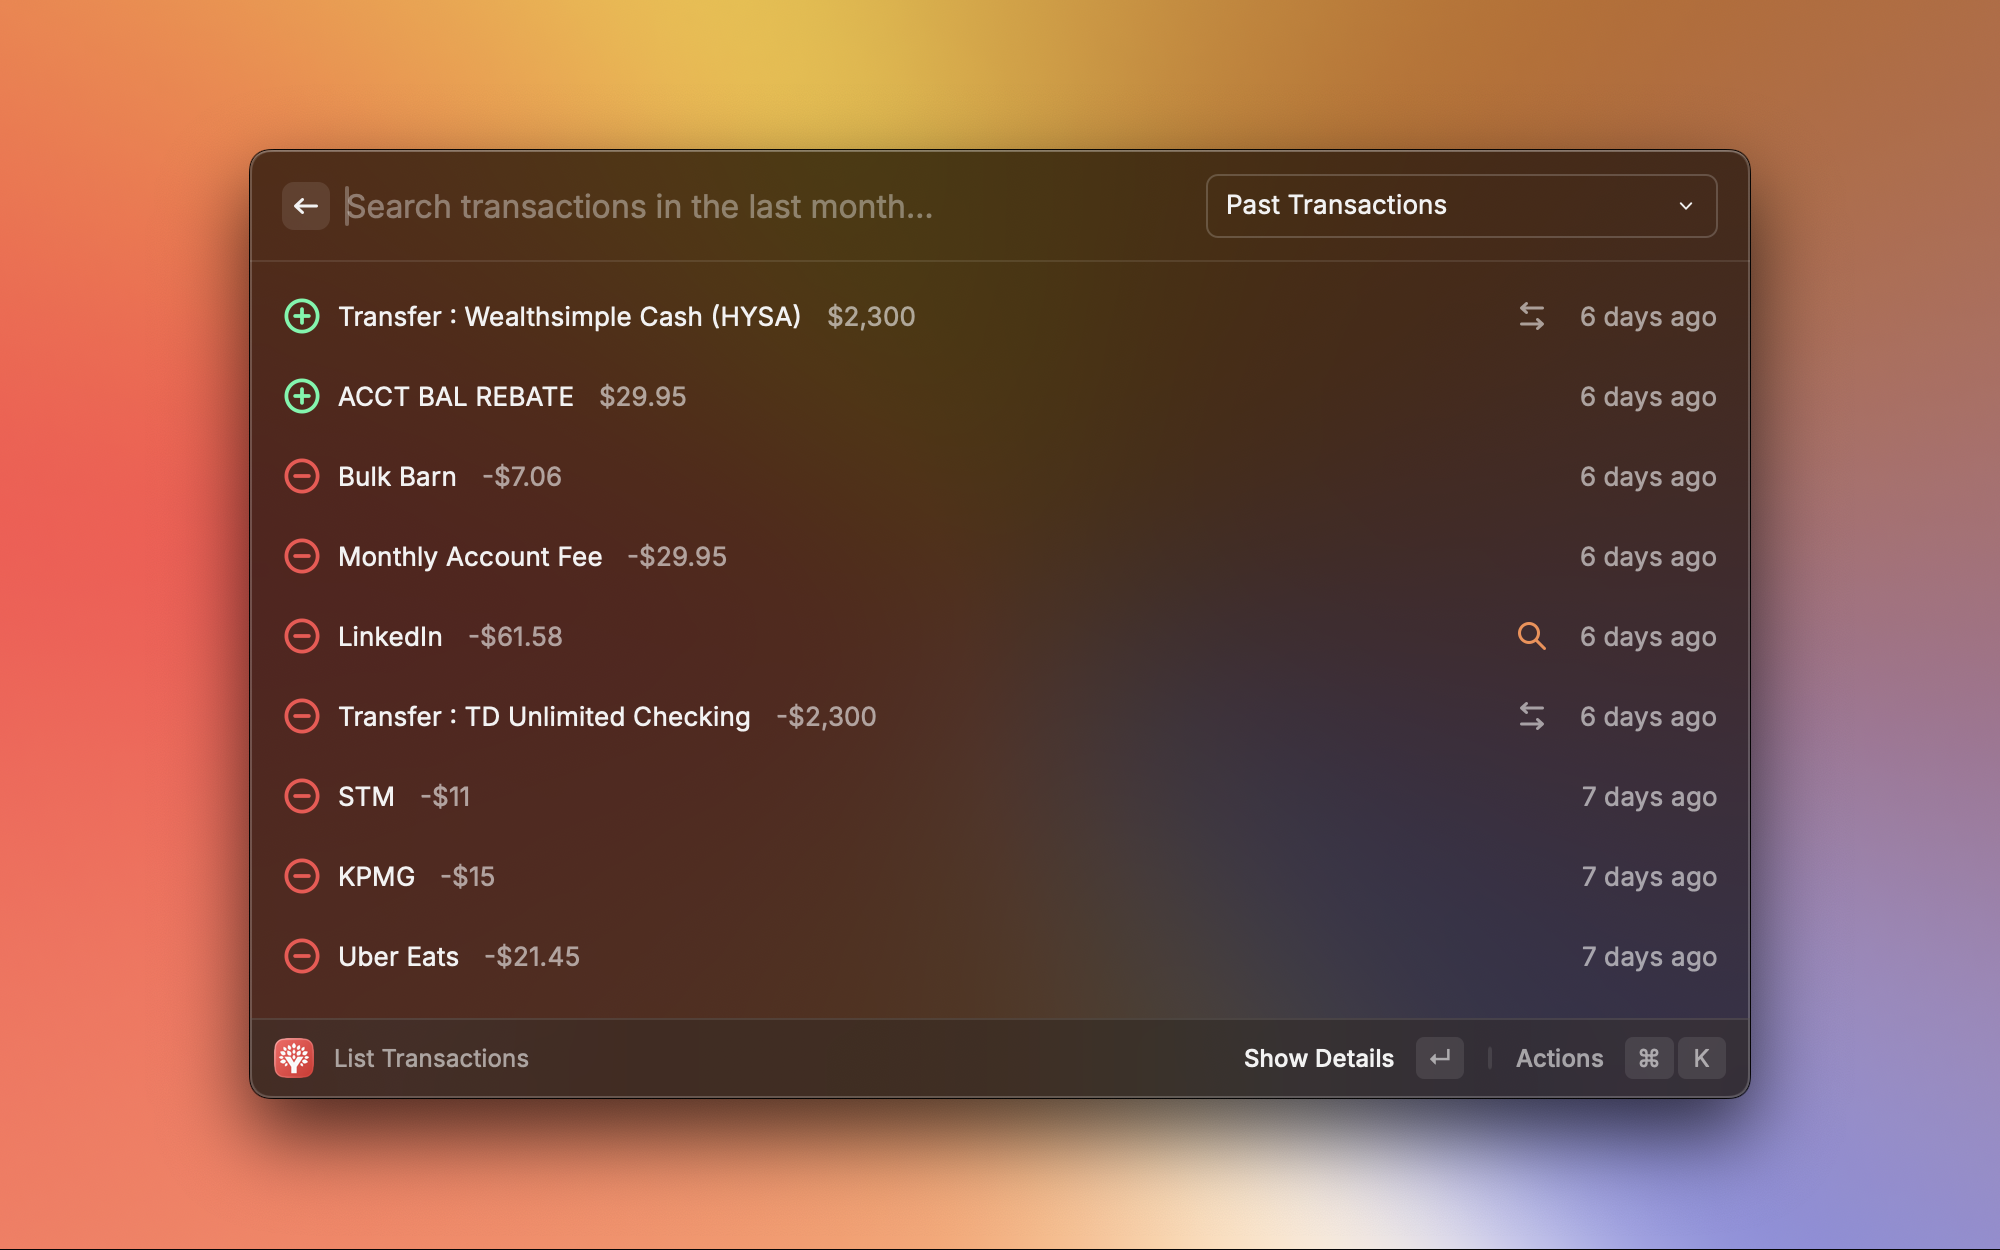 Search transactions in the last month... Past Transactions
Transfer : Wealthsimple Cash (HYSA) $2,300 6 days ago
ACCT BAL REBATE $29.95 6 days ago
Bulk Barn -$7.06 6 days ago
Monthly Account Fee -$29.95 6 days ago
LinkedIn -$61.58 6 days ago
Transfer : TD Unlimited Checking -$2,300 6 days ago
STM -$11 7 days ago
KPMG -$15 7 days ago
Uber Eats -$21.45 7 days ago
List Transactions Show Details Actions ⌘ K